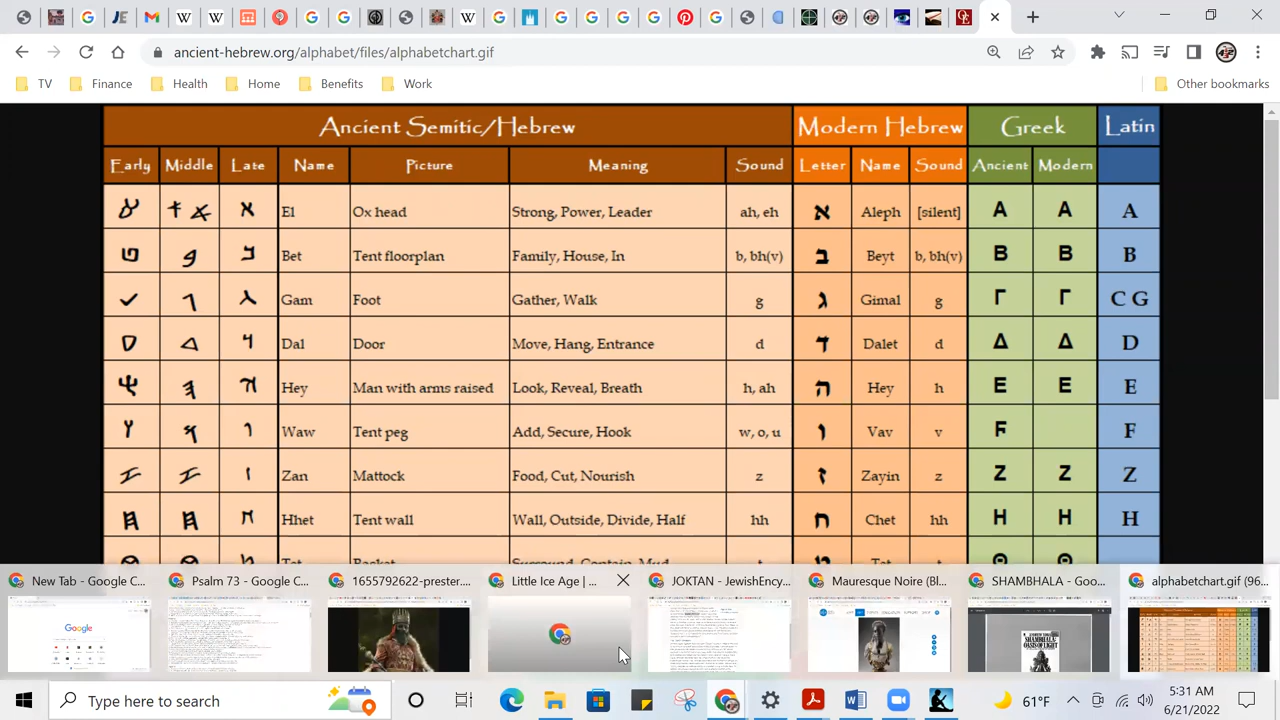 ancient-hebrew.org/alphabet/files/alphabetchart.gif
TV Finance Health Home Benefits Work Other bookmarks
Ancient Semitic/Hebrew Modern Hebrew Greek Latin
Early Middle Late Name Picture Meaning Sound Letter Name Sound Ancient Modern
El Ox head Strong, Power, Leader ah, eh א Aleph [silent] Α Α A
Bet Tent floorplan Family, House, In b, bh(v) ב Beyt b, bh(v) Β Β B
Gam Foot Gather, Walk g ג Gimal g Γ Γ C G
Dal Door Move, Hang, Entrance d ד Dalet d Δ Δ D
Hey Man with arms raised Look, Reveal, Breath h, ah ה Hey h Ε Ε E
Waw Tent peg Add, Secure, Hook w, o, u ו Vav v F F
Zan Mattock Food, Cut, Nourish z ז Zayin z Ζ Ζ Z
Hhet Tent wall Wall, Outside, Divide, Half hh ח Chet hh Η Η H
New Tab - Google C... Psalm 73 - Google C... 1655792622-prester... Little Ice Age | ... JOKTAN - JewishEncy... Mauresque Noire (Bl... SHAMBHALA - Goo... alphabetchart.gif (96...
Google
SHAMBHALA
Type here to search
61°F
5:31 AM
6/21/2022